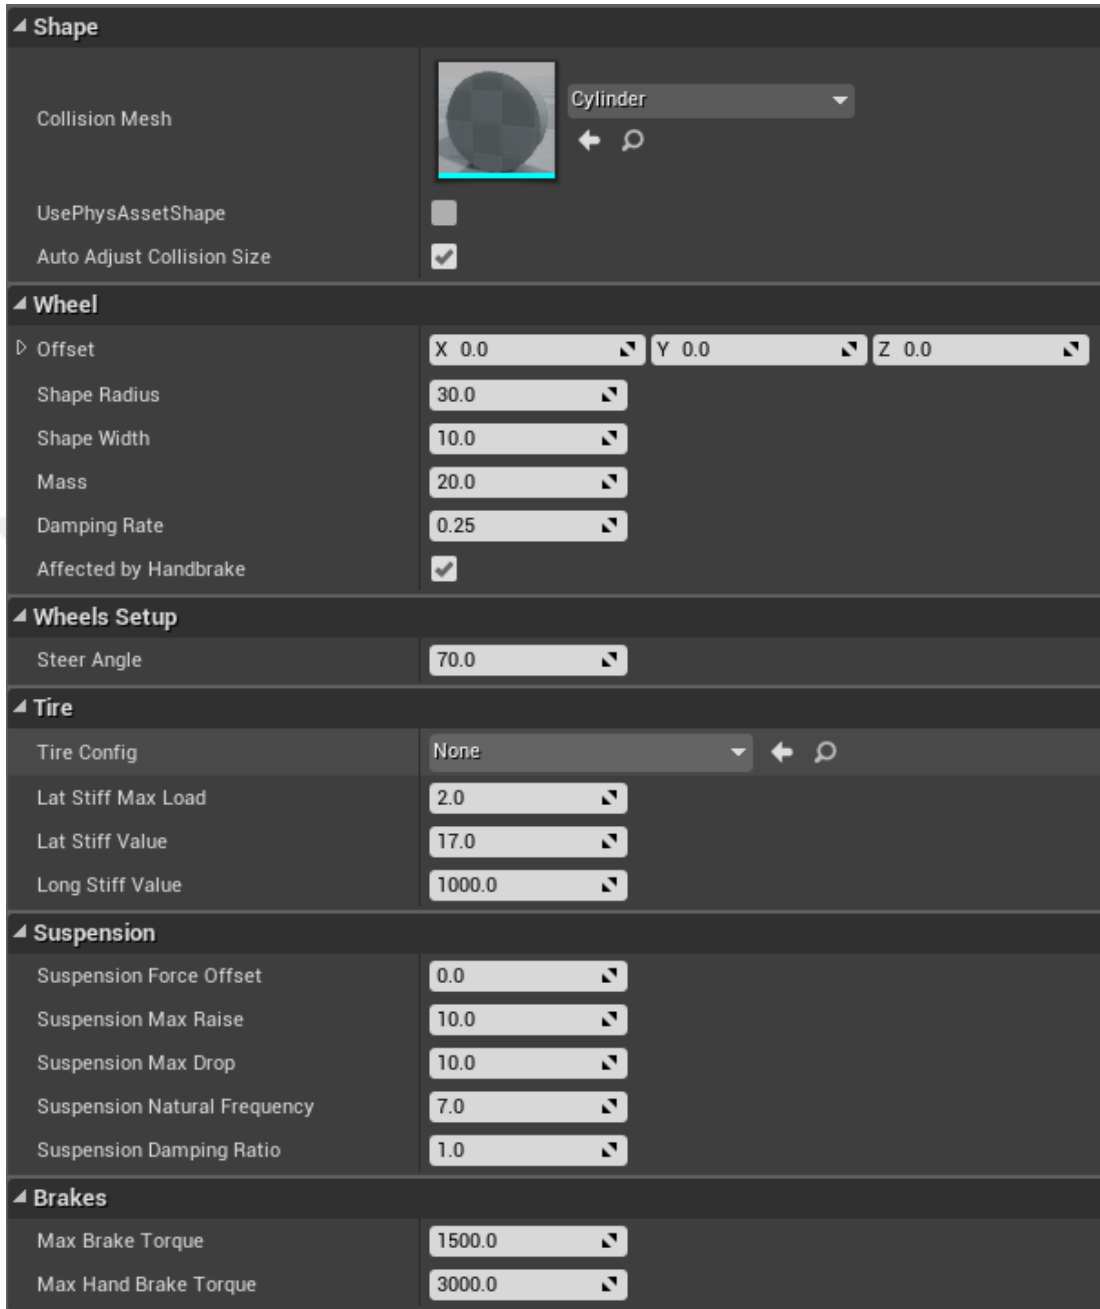 Shape
Collision Mesh
Cylinder
UsePhysAssetShape
Auto Adjust Collision Size
Wheel
Offset X 0.0 Y 0.0 Z 0.0
Shape Radius 30.0
Shape Width 10.0
Mass 20.0
Damping Rate 0.25
Affected by Handbrake
Wheels Setup
Steer Angle 70.0
Tire
Tire Config None
Lat Stiff Max Load 2.0
Lat Stiff Value 17.0
Long Stiff Value 1000.0
Suspension
Suspension Force Offset 0.0
Suspension Max Raise 10.0
Suspension Max Drop 10.0
Suspension Natural Frequency 7.0
Suspension Damping Ratio 1.0
Brakes
Max Brake Torque 1500.0
Max Hand Brake Torque 3000.0